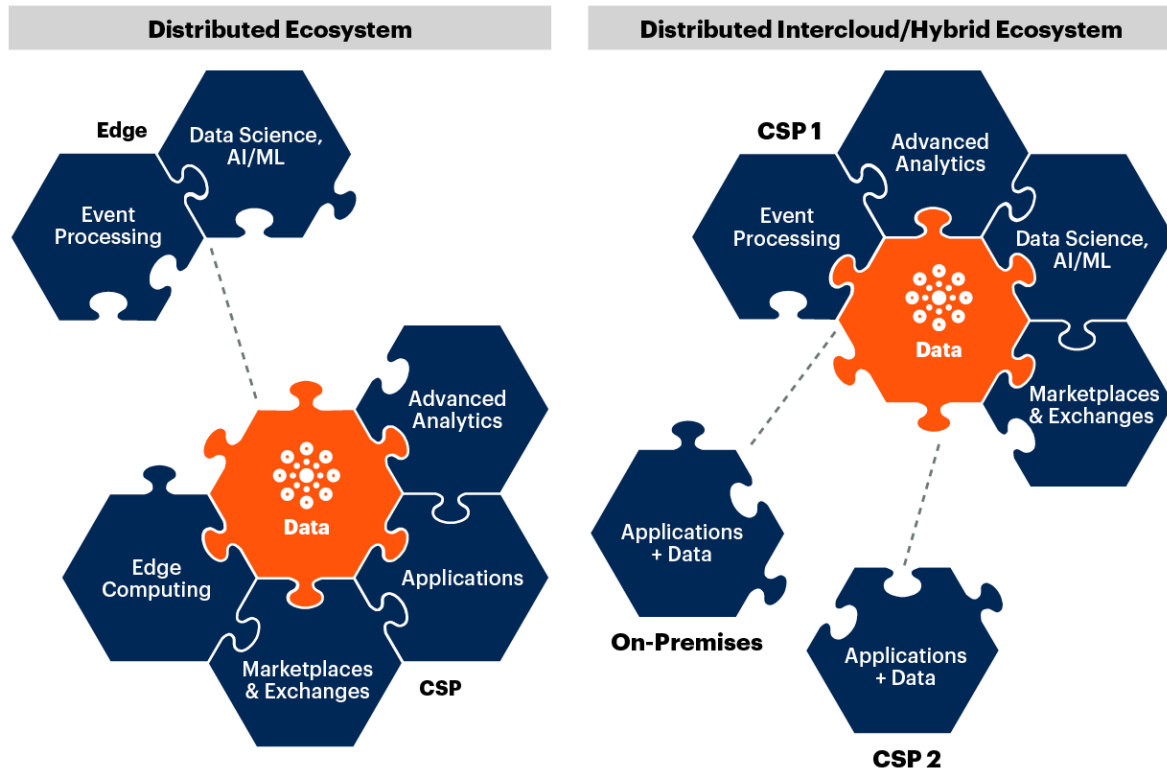 Distributed Ecosystem
Edge
Data Science,
AI/ML
Event
Processing
Advanced
Analytics
Data
Edge
Computing
Applications
Marketplaces
& Exchanges
CSP
Distributed Intercloud/Hybrid Ecosystem
CSP 1
Advanced
Analytics
Event
Processing
Data Science,
AI/ML
Data
Marketplaces
& Exchanges
Applications
+ Data
On-Premises
Applications
+ Data
CSP 2